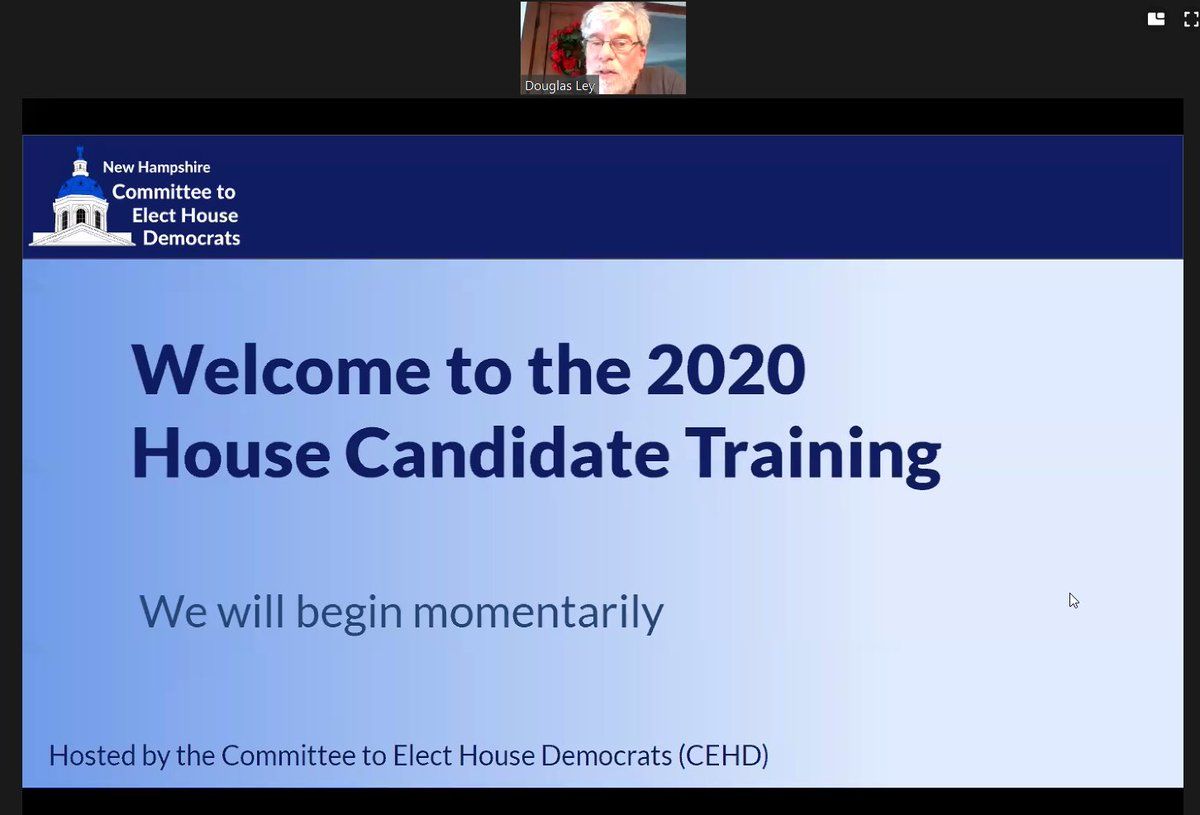 Douglas Ley
New Hampshire
Committee to
Elect House
Democrats
Welcome to the 2020
House Candidate Training
We will begin momentarily
Hosted by the Committee to Elect House Democrats (CEHD)